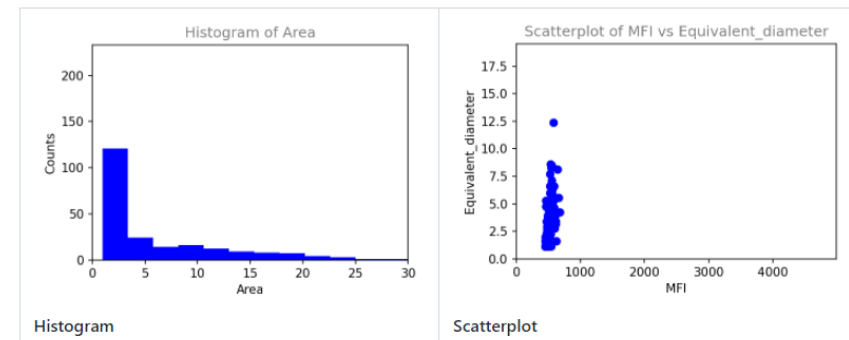 Histogram of Area
200
150
100
50
0
Counts
0 5 10 15 20 25 30
Area
Histogram
Scatterplot of MFI vs Equivalent_diameter
17.5
15.0
12.5
10.0
7.5
5.0
2.5
0.0
Equivalent_diameter
0 1000 2000 3000 4000
MFI
Scatterplot